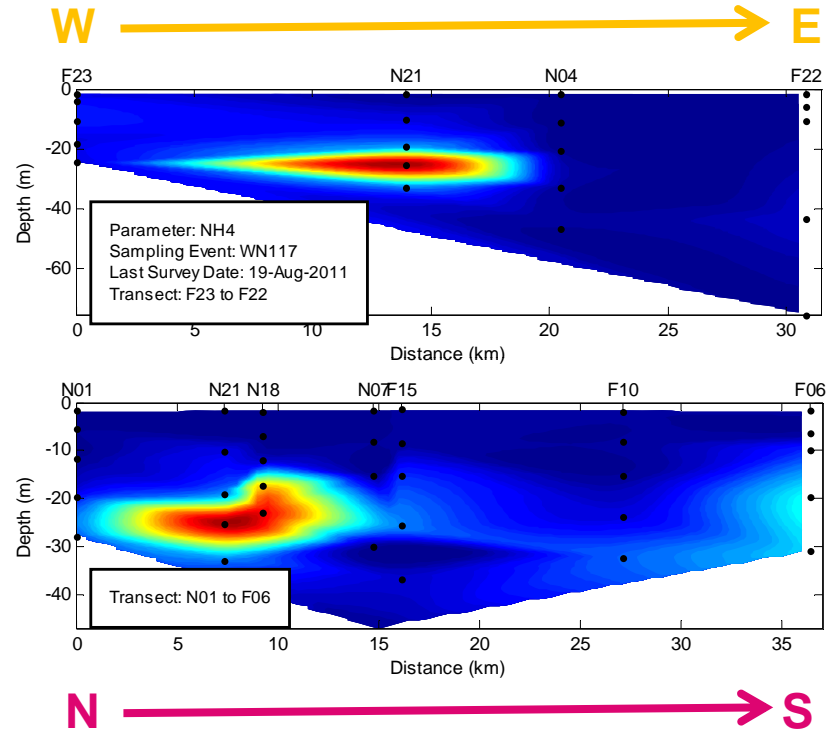 W E
F23 N21 N04 F22
0
-20
-40
-60
Depth (m)
Parameter: NH4
Sampling Event: WN117
Last Survey Date: 19-Aug-2011
Transect: F23 to F22
0 5 10 15 20 25 30
Distance (km)
N01 N21 N18 N07 F15 F10 F06
0
-10
-20
-30
-40
Depth (m)
Transect: N01 to F06
0 5 10 15 20 25 30 35
Distance (km)
N S